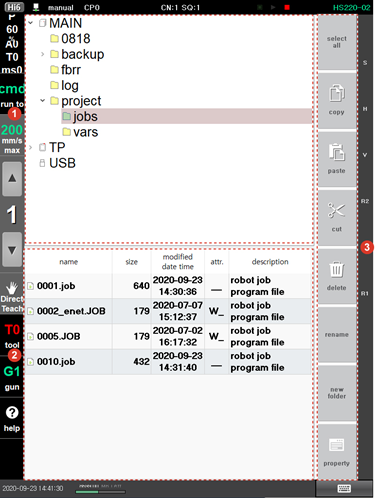 Hi6 manual CP0 CN:1 SQ:1 HS220-02
P
60
%
A0
T0
ms0
cmd
run to
1
200
mm/s
max
1
Direct
Teach
T0
tool
2
G1
gun
?
help
MAIN
0818
backup
fbrr
log
project
jobs
vars
TP
USB
name size modified date time attr. description
0001.job 640 2020-09-23 14:30:36 __ robot job program file
0002_enet.JOB 179 2020-07-07 15:12:37 W_ robot job program file
0005.JOB 179 2020-07-02 16:17:32 W_ robot job program file
0010.job 432 2020-09-23 14:31:40 __ robot job program file
select
all
copy
paste
cut
delete
rename
new
folder
property
S
H
V
R2
3
R1
2020-09-23 14:41:30